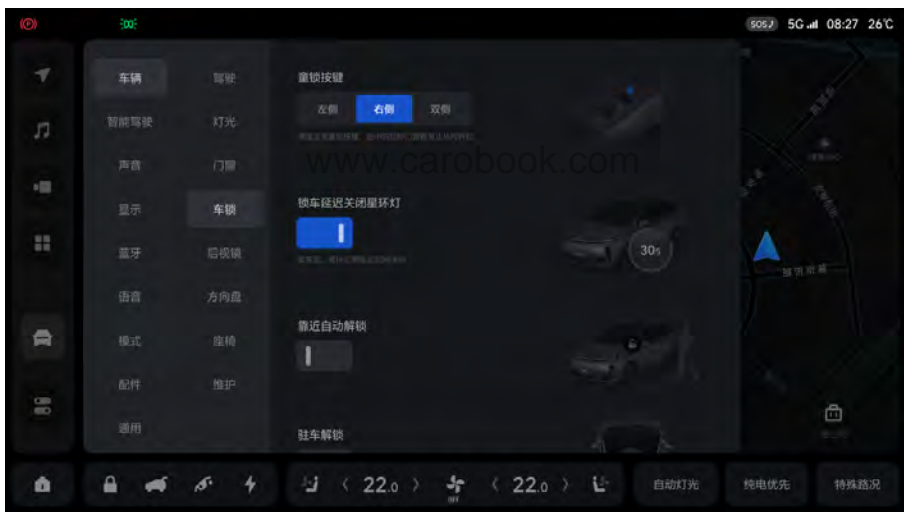 SOS 5G 08:27 26℃
车辆
驾驶
智能驾驶
灯光
声音
门窗
显示
车锁
蓝牙
后视镜
语音
方向盘
模式
座椅
配件
维护
通用
童锁按键
左侧 右侧 双侧
www.carobook.com
锁车延迟关闭星环灯
30s
靠近自动解锁
驻车解锁
22.0
OFF
22.0
自动灯光
纯电优先
特殊路况